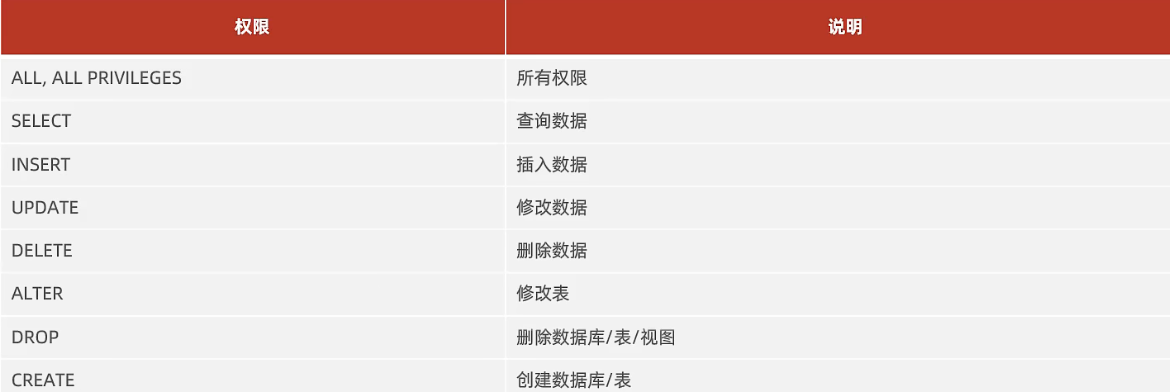 权限 说明
ALL, ALL PRIVILEGES 所有权限
SELECT 查询数据
INSERT 插入数据
UPDATE 修改数据
DELETE 删除数据
ALTER 修改表
DROP 删除数据库/表/视图
CREATE 创建数据库/表